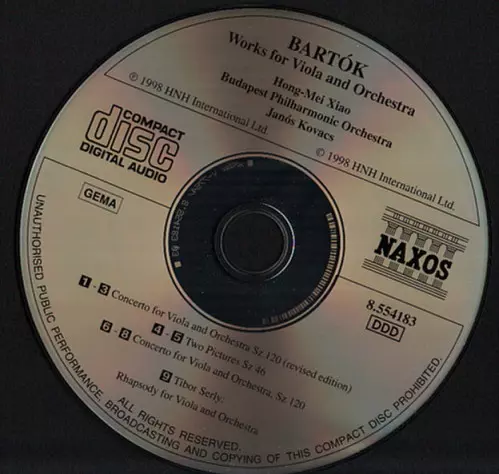 BARTÓK
Works for Viola and Orchestra
Hong-Mei Xiao
Budapest Philharmonic Orchestra
Janós Kovacs
℗ 1998 HNH International Ltd.
© 1998 HNH International Ltd.
COMPACT
disc
DIGITAL AUDIO
GEMA
NAXOS
8.554183
DDD
1 - 3 Concerto for Viola and Orchestra Sz 120 (revised edition)
4 - 5 Two Pictures Sz 46
6 - 8 Concerto for Viola and Orchestra, Sz 120
9 Tibor Serly:
Rhapsody for Viola and Orchestra
ALL RIGHTS RESERVED.
UNAUTHORISED PUBLIC PERFORMANCE, BROADCASTING AND COPYING OF THIS COMPACT DISC PROHIBITED.